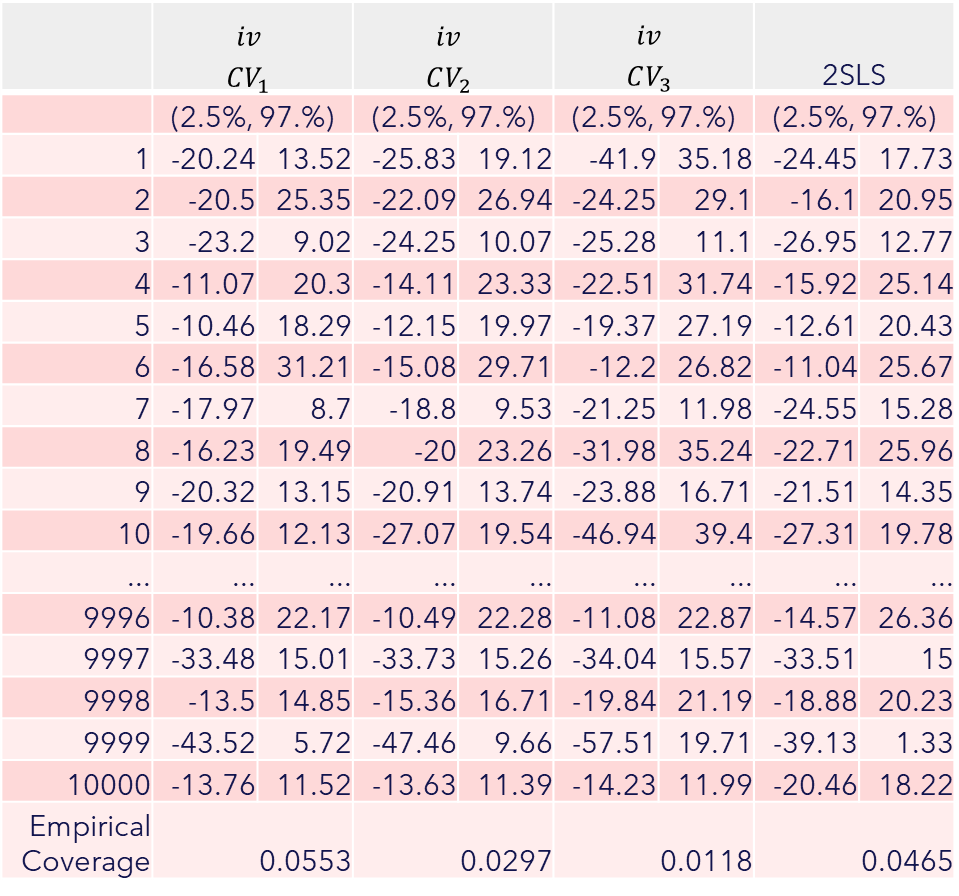 iv iv iv
CV₁ CV₂ CV₃ 2SLS
(2.5%, 97.%) (2.5%, 97.%) (2.5%, 97.%) (2.5%, 97.%)
1 -20.24 13.52 -25.83 19.12 -41.9 35.18 -24.45 17.73
2 -20.5 25.35 -22.09 26.94 -24.25 29.1 -16.1 20.95
3 -23.2 9.02 -24.25 10.07 -25.28 11.1 -26.95 12.77
4 -11.07 20.3 -14.11 23.33 -22.51 31.74 -15.92 25.14
5 -10.46 18.29 -12.15 19.97 -19.37 27.19 -12.61 20.43
6 -16.58 31.21 -15.08 29.71 -12.2 26.82 -11.04 25.67
7 -17.97 8.7 -18.8 9.53 -21.25 11.98 -24.55 15.28
8 -16.23 19.49 -20 23.26 -31.98 35.24 -22.71 25.96
9 -20.32 13.15 -20.91 13.74 -23.88 16.71 -21.51 14.35
10 -19.66 12.13 -27.07 19.54 -46.94 39.4 -27.31 19.78
... ... ... ... ... ... ... ... ...
9996 -10.38 22.17 -10.49 22.28 -11.08 22.87 -14.57 26.36
9997 -33.48 15.01 -33.73 15.26 -34.04 15.57 -33.51 15
9998 -13.5 14.85 -15.36 16.71 -19.84 21.19 -18.88 20.23
9999 -43.52 5.72 -47.46 9.66 -57.51 19.71 -39.13 1.33
10000 -13.76 11.52 -13.63 11.39 -14.23 11.99 -20.46 18.22
Empirical
Coverage 0.0553 0.0297 0.0118 0.0465